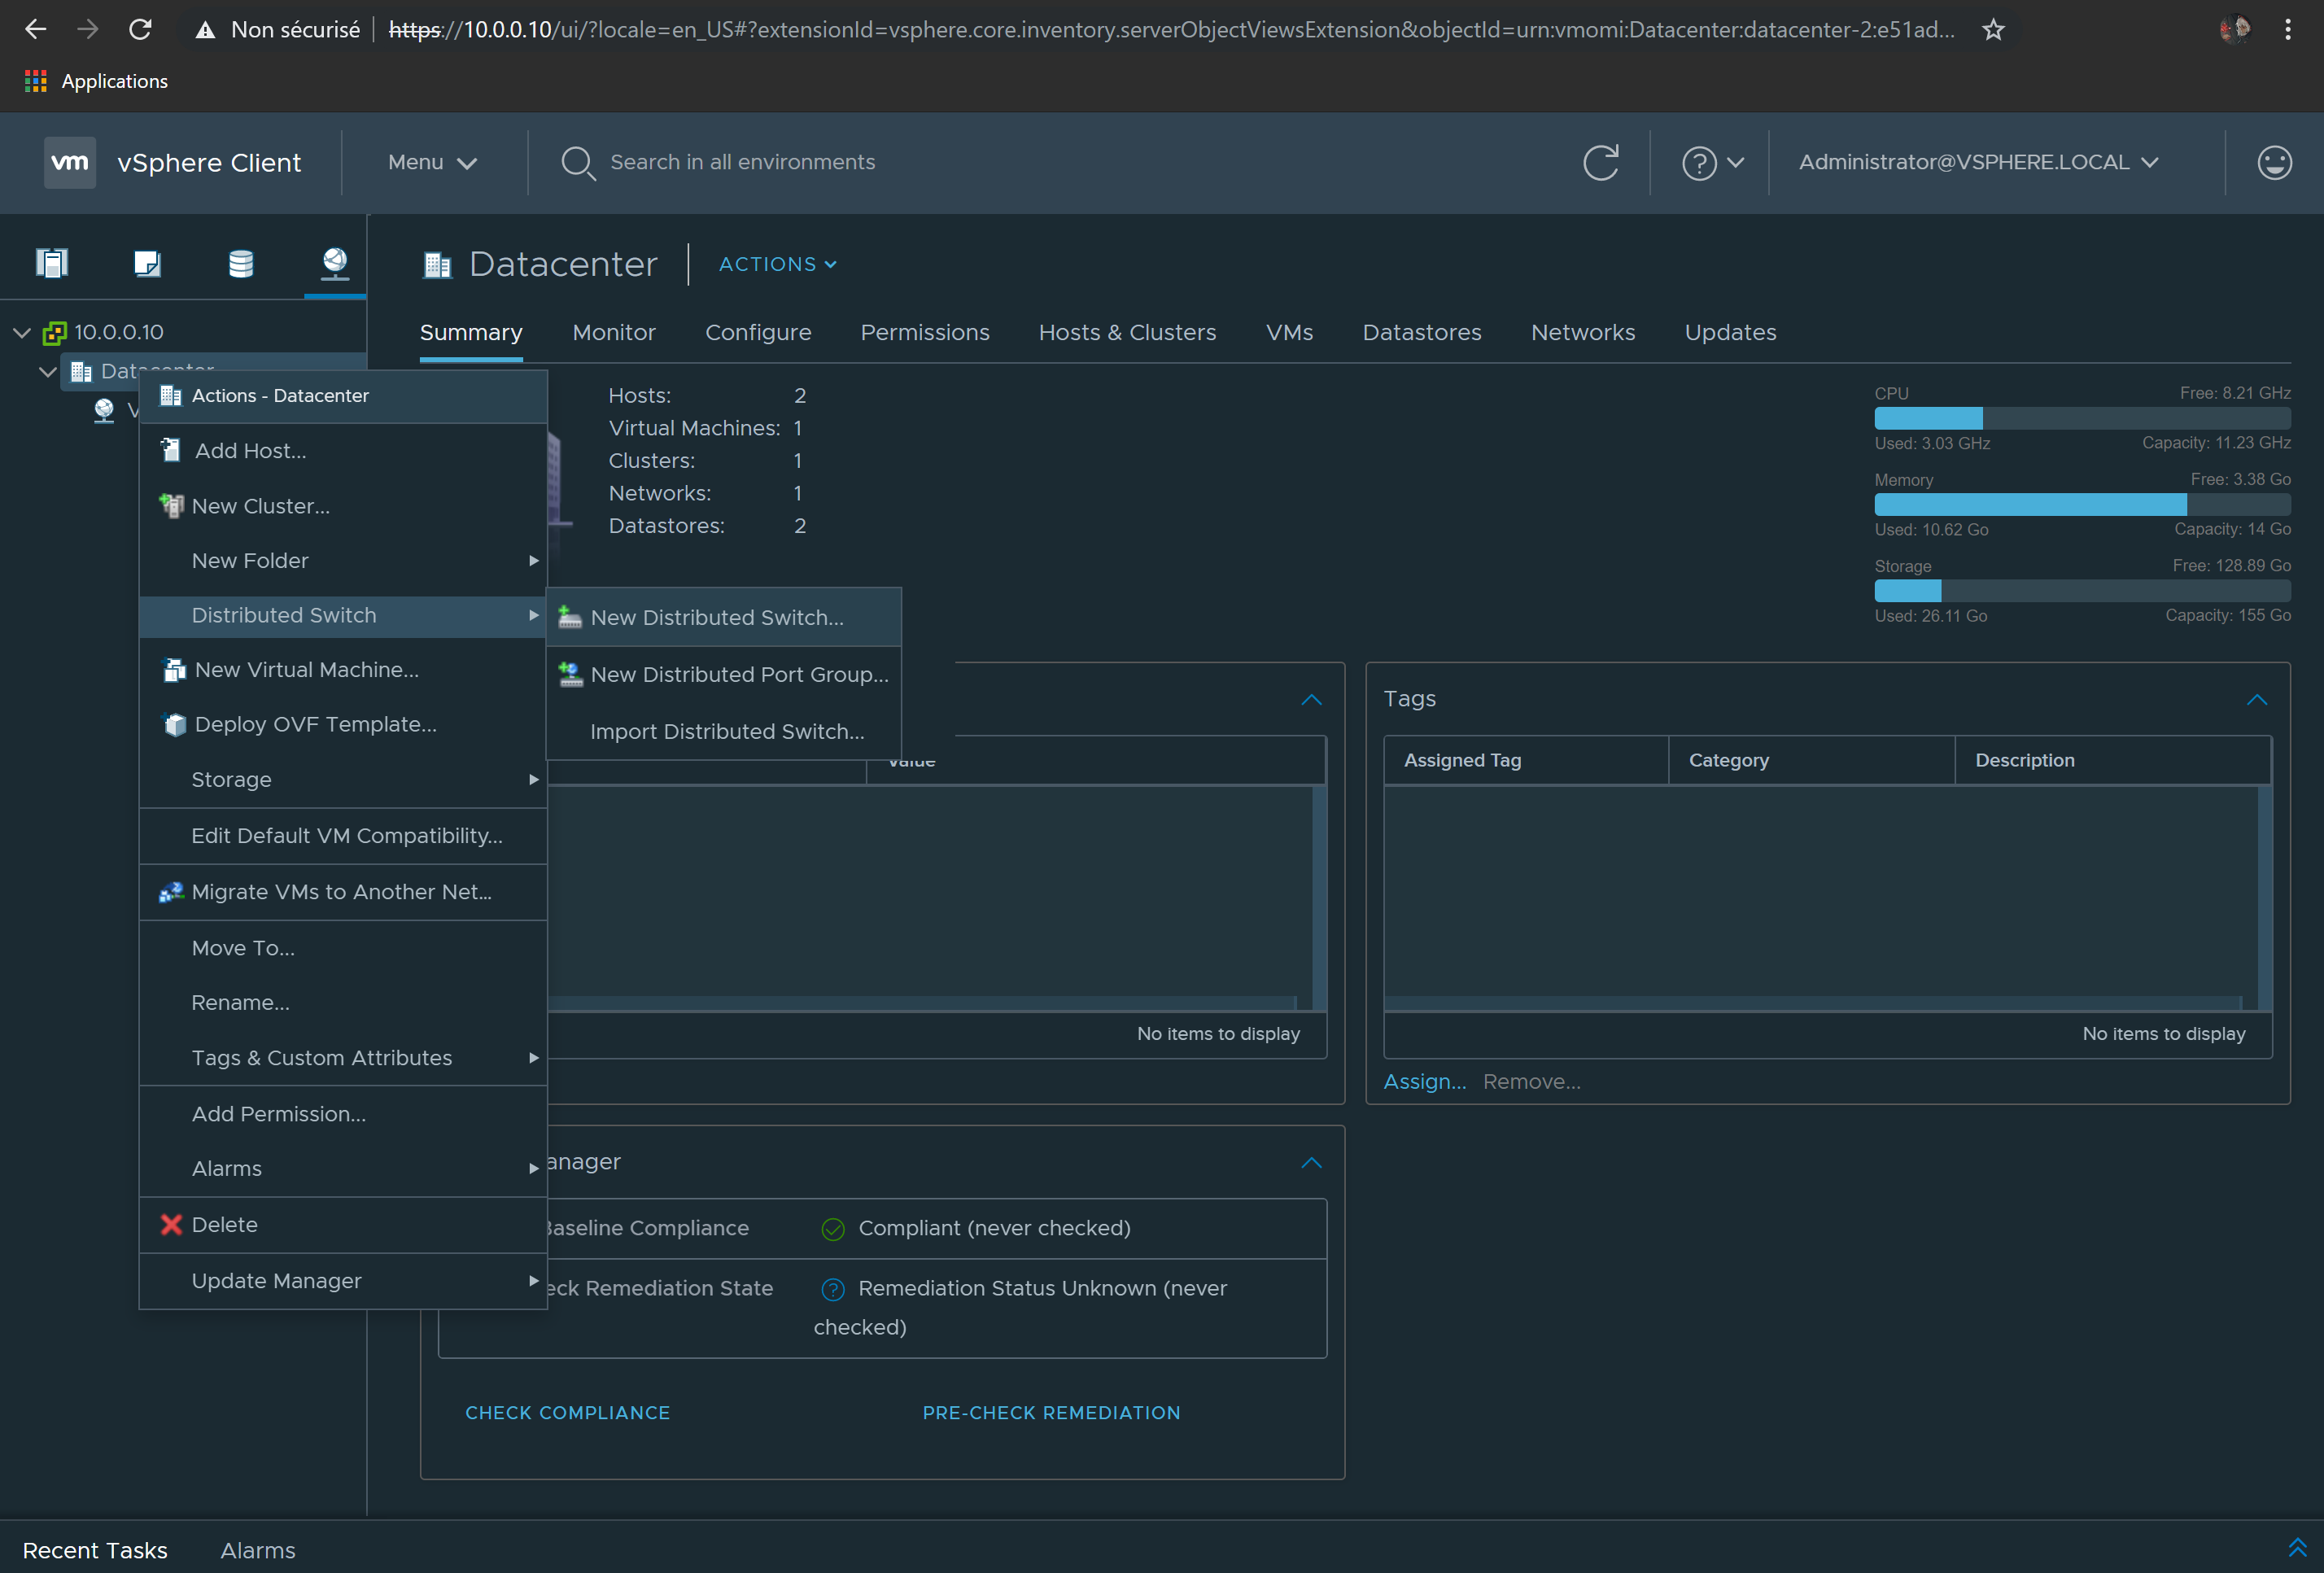 Non sécurisé
https://10.0.0.10/ui/?locale=en_US#?extensionId=vsphere.core.inventory.serverObjectViewsExtension&objectId=urn:vmomi:Datacenter:datacenter-2:e51ad...
Applications
vm vSphere Client
Menu
Search in all environments
Administrator@VSPHERE.LOCAL
10.0.0.10
Datacenter
V
Datacenter
ACTIONS
Summary Monitor Configure Permissions Hosts & Clusters VMs Datastores Networks Updates
Actions - Datacenter
Add Host...
New Cluster...
New Folder
Distributed Switch
New Virtual Machine...
Deploy OVF Template...
Storage
Edit Default VM Compatibility...
Migrate VMs to Another Net...
Move To...
Rename...
Tags & Custom Attributes
Add Permission...
Alarms
Delete
Update Manager
New Distributed Switch...
New Distributed Port Group...
Import Distributed Switch...
Hosts: 2
Virtual Machines: 1
Clusters: 1
Networks: 1
Datastores: 2
CPU Free: 8.21 GHz
Used: 3.03 GHz Capacity: 11.23 GHz
Memory Free: 3.38 Go
Used: 10.62 Go Capacity: 14 Go
Storage Free: 128.89 Go
Used: 26.11 Go Capacity: 155 Go
Value
No items to display
Tags
Assigned Tag Category Description
No items to display
Assign... Remove...
anager
Baseline Compliance Compliant (never checked)
eck Remediation State Remediation Status Unknown (never
checked)
CHECK COMPLIANCE PRE-CHECK REMEDIATION
Recent Tasks Alarms